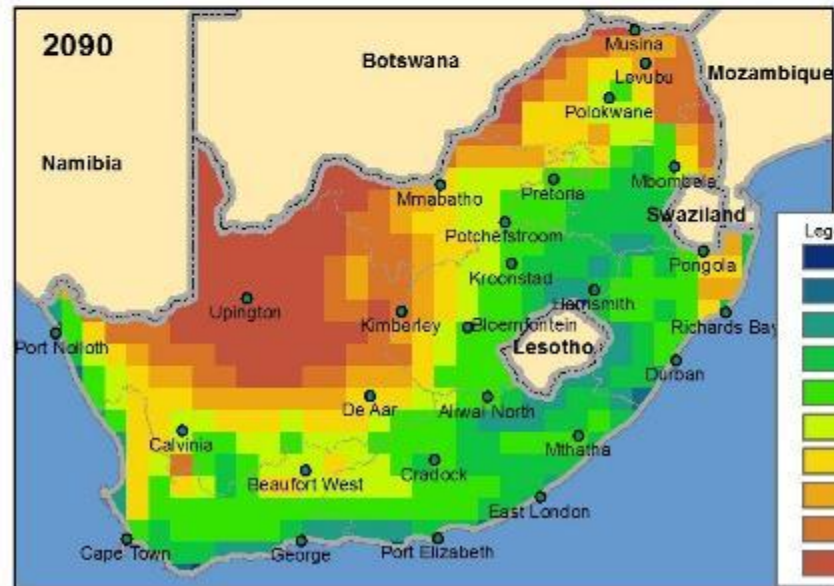 2090
Botswana
Musina
Levubu
Mozambique
Polokwane
Namibia
Mbombela
Mmabatho
Pretoria
Swaziland
Potchefstroom
Leg
Kroonstad
Pongola
Upington
Harrismith
Kimberley
Bloemfontein
Richards Bay
Port Nolloth
Lesotho
Durban
De Aar
Aliwal North
Calvinia
Mthatha
Cradock
Beaufort West
East London
Cape Town
George
Port Elizabeth